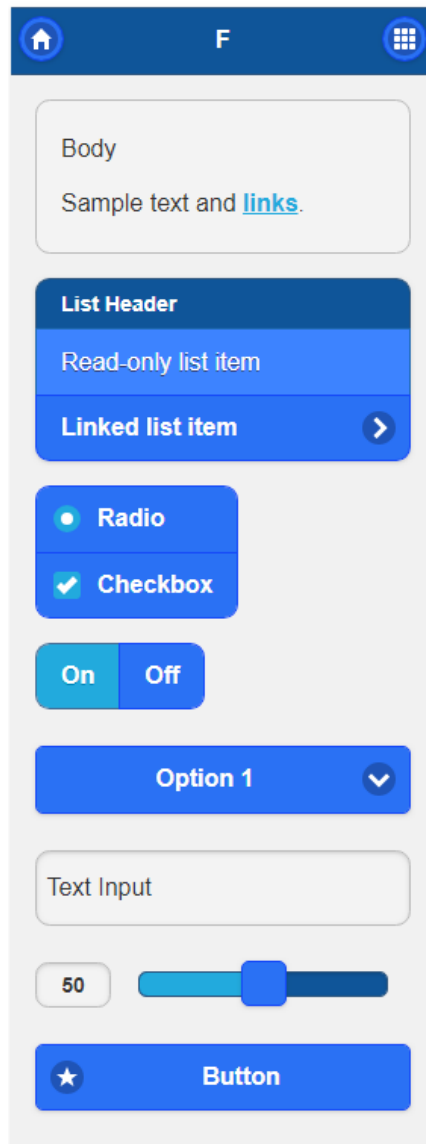 F
Body
Sample text and links.
List Header
Read-only list item
Linked list item
Radio
Checkbox
On Off
Option 1
Text Input
50
Button